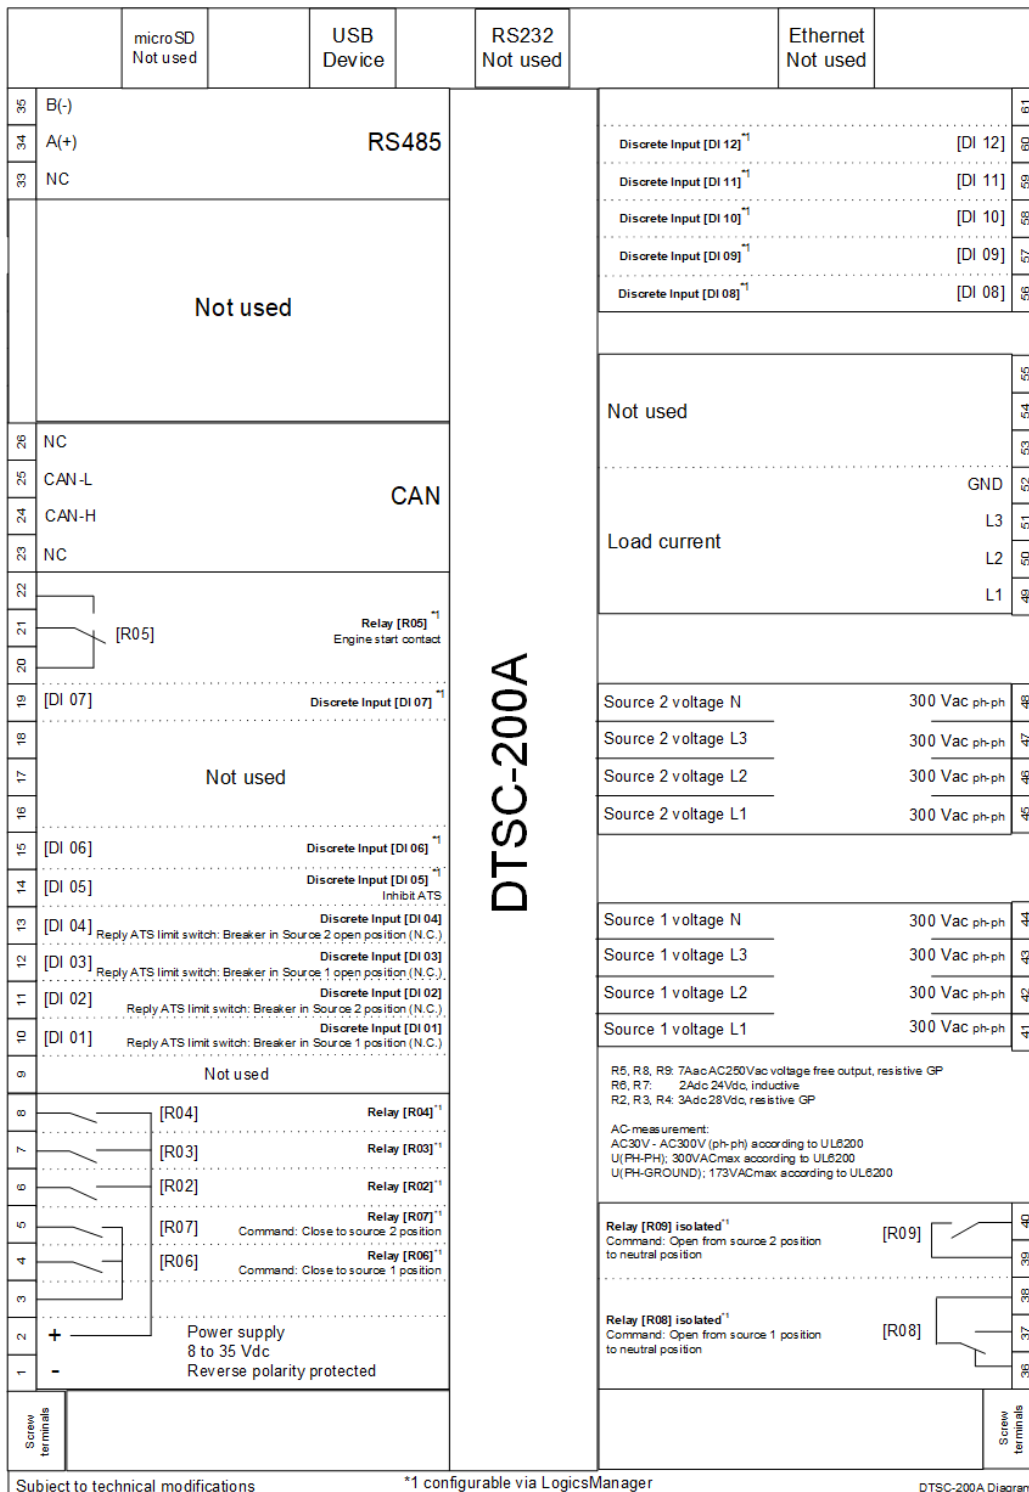 microSD
Not used
USB
Device
RS232
Not used
Ethernet
Not used
35 B(-)
34 A(+)
33 NC
RS485
Not used
26 NC
25 CAN-L
24 CAN-H
23 NC
CAN
22
21
20
[R05]
Relay [R05] *1
Engine start contact
19 [DI 07] Discrete Input [DI 07] *1
18
17 Not used
16
15 [DI 06] Discrete Input [DI 06] *1
14 [DI 05] Discrete Input [DI 05] *1
Inhibit ATS
13 [DI 04] Discrete Input [DI 04]
Reply ATS limit switch: Breaker in Source 2 open position (N.C.)
12 [DI 03] Discrete Input [DI 03]
Reply ATS limit switch: Breaker in Source 1 open position (N.C.)
11 [DI 02] Discrete Input [DI 02]
Reply ATS limit switch: Breaker in Source 2 position (N.C.)
10 [DI 01] Discrete Input [DI 01]
Reply ATS limit switch: Breaker in Source 1 position (N.C.)
9 Not used
8 [R04] Relay [R04]*1
7 [R03] Relay [R03]*1
6 [R02] Relay [R02]*1
5 [R07] Relay [R07]*1
Command: Close to source 2 position
4 [R06] Relay [R06]*1
Command: Close to source 1 position
3
2 + Power supply
8 to 35 Vdc
1 - Reverse polarity protected
Screw
terminals
DTSC-200A
61
Discrete Input [DI 12]*1 [DI 12] 60
Discrete Input [DI 11]*1 [DI 11] 59
Discrete Input [DI 10]*1 [DI 10] 58
Discrete Input [DI 09]*1 [DI 09] 57
Discrete Input [DI 08]*1 [DI 08] 56
55
Not used 54
53
GND 52
L3 51
Load current
L2 50
L1 49
Source 2 voltage N 300 Vac ph-ph 48
Source 2 voltage L3 300 Vac ph-ph 47
Source 2 voltage L2 300 Vac ph-ph 46
Source 2 voltage L1 300 Vac ph-ph 45
Source 1 voltage N 300 Vac ph-ph 44
Source 1 voltage L3 300 Vac ph-ph 43
Source 1 voltage L2 300 Vac ph-ph 42
Source 1 voltage L1 300 Vac ph-ph 41
R5, R8, R9: 7Aac AC250Vac voltage free output, resistive GP
R6, R7: 2Adc 24Vdc, inductive
R2, R3, R4: 3Adc 28Vdc, resistive GP
AC-measurement:
AC30V - AC300V (ph-ph) according to UL6200
U(PH-PH); 300VACmax according to UL6200
U(PH-GROUND); 173VACmax according to UL6200
Relay [R09] isolated*1
Command: Open from source 2 position
to neutral position
[R09]
40
39
Relay [R08] isolated*1
Command: Open from source 1 position
to neutral position
[R08]
38
37
36
Screw
terminals
Subject to technical modifications
*1 configurable via LogicsManager
DTSC-200A Diagram